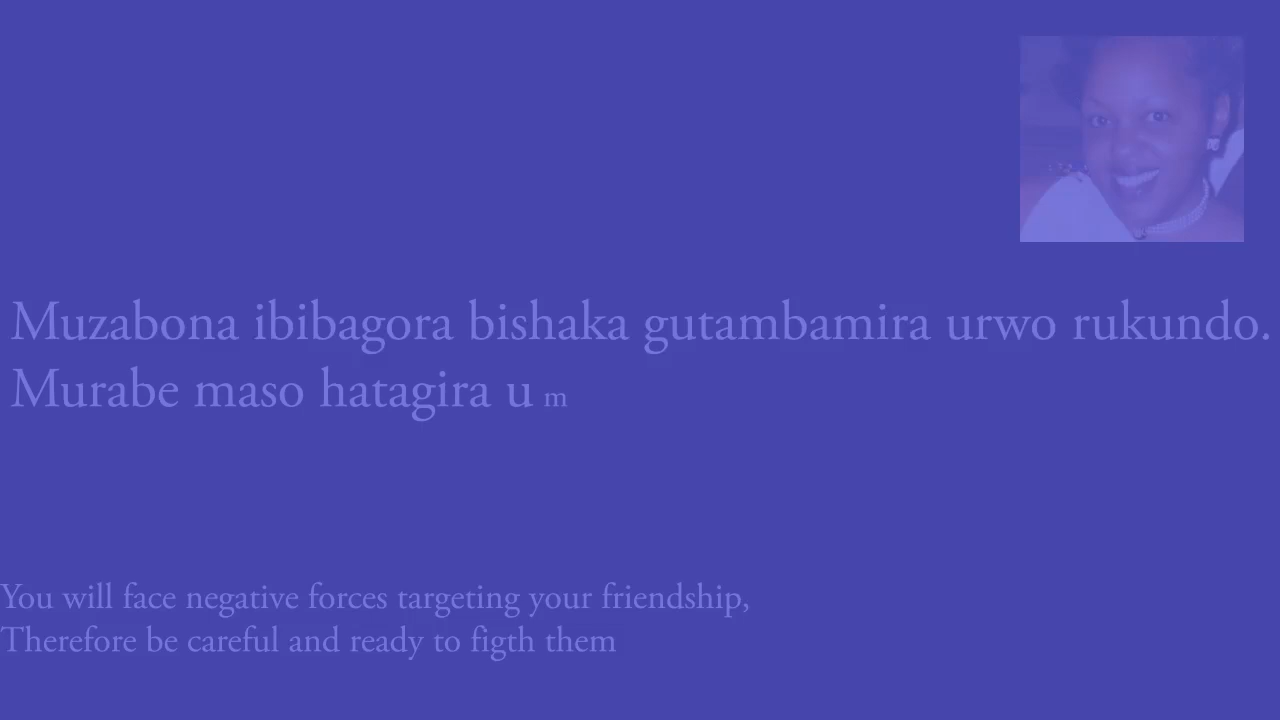 Muzabona ibibagora bishaka gutambamira urwo rukundo.
Murabe maso hatagira u m
You will face negative forces targeting your friendship,
Therefore be careful and ready to figth them